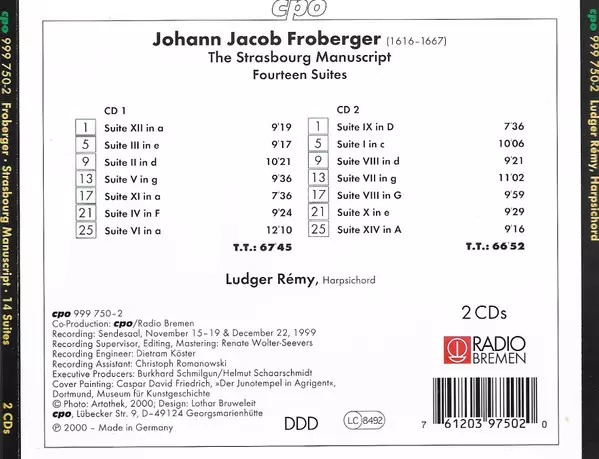 cpo
Johann Jacob Froberger (1616–1667)
The Strasbourg Manuscript
Fourteen Suites
CD 1
1 Suite XII in a 9'19
5 Suite III in e 9'17
9 Suite II in d 10'21
13 Suite V in g 9'36
17 Suite XI in a 7'36
21 Suite IV in F 9'24
25 Suite VI in a 12'10
T.T.: 67'45
CD 2
1 Suite IX in D 7'36
5 Suite I in c 10'06
9 Suite VIII in d 9'21
13 Suite VII in g 11'02
17 Suite VIII in G 9'59
21 Suite X in e 9'29
25 Suite XIV in A 9'16
T.T.: 66'52
Ludger Rémy, Harpsichord
cpo 999 750–2
Co-Production: cpo/Radio Bremen
Recording: Sendesaal, November 15–19 & December 22, 1999
Recording Supervisor, Editing, Mastering: Renate Wolter-Seevers
Recording Engineer: Dietram Köster
Recording Assistant: Christoph Romanowski
Executive Producers: Burkhard Schmilgun/Helmut Schaarschmidt
Cover Painting: Caspar David Friedrich, »Der Junotempel in Agrigent«,
Dortmund, Museum für Kunst und Kulturgeschichte
© Photo: Artothek, 2000; Design: Lothar Bruweleit
cpo, Lübecker Str. 9, D–49124 Georgsmarienhütte
℗ 2000 – Made in Germany
DDD
LC 8492
2 CDs
RADIO
BREMEN
7 61203 97502 0
cpo 999 750-2 Froberger · Strasbourg Manuscript · 14 Suites 2 CDs
cpo 999 750-2 Ludger Rémy, Harpsichord